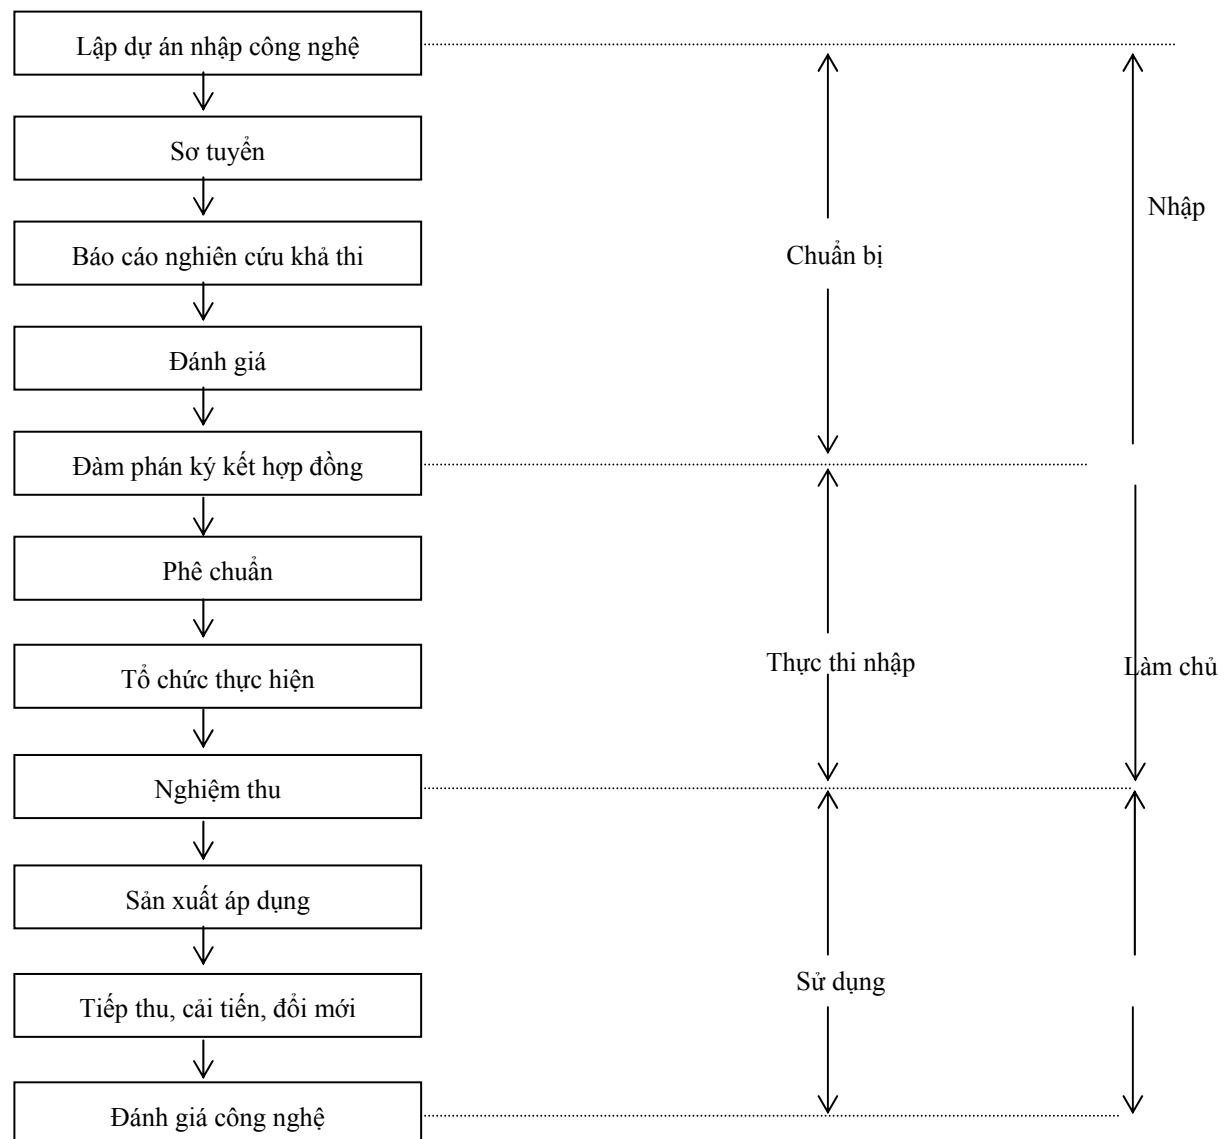 Lập dự án nhập công nghệ
Sơ tuyển
Báo cáo nghiên cứu khả thi
Đánh giá
Đàm phán ký kết hợp đồng
Phê chuẩn
Tổ chức thực hiện
Nghiệm thu
Sản xuất áp dụng
Tiếp thu, cải tiến, đổi mới
Đánh giá công nghệ
Chuẩn bị
Thực thi nhập
Sử dụng
Nhập
Làm chủ